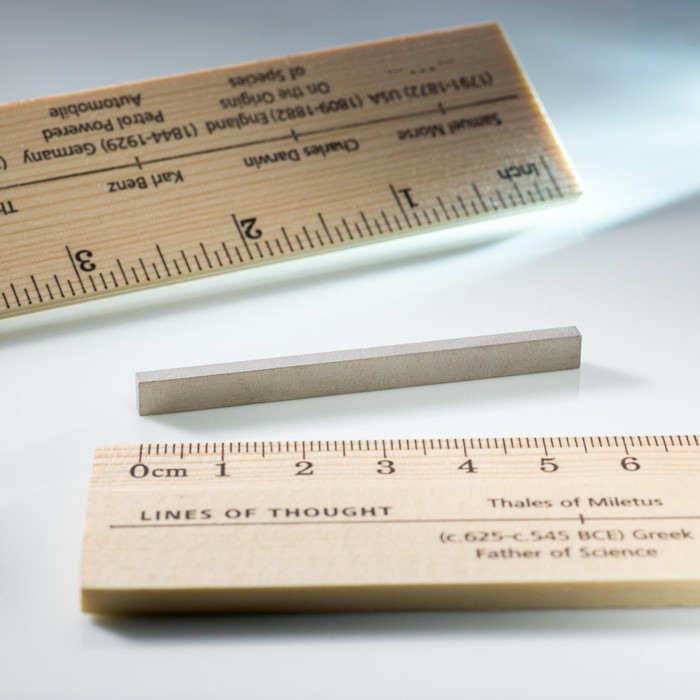 inch 1 2 3
Samuel Morse Charles Darwin Karl Benz
(1791-1872) USA (1809-1882) England (1844-1929) Germany
On the Origins Petrol Powered
of Species Automobile
0cm 1 2 3 4 5 6
LINES OF THOUGHT Thales of Miletus
(c.625-c.545 BCE) Greek
Father of Science